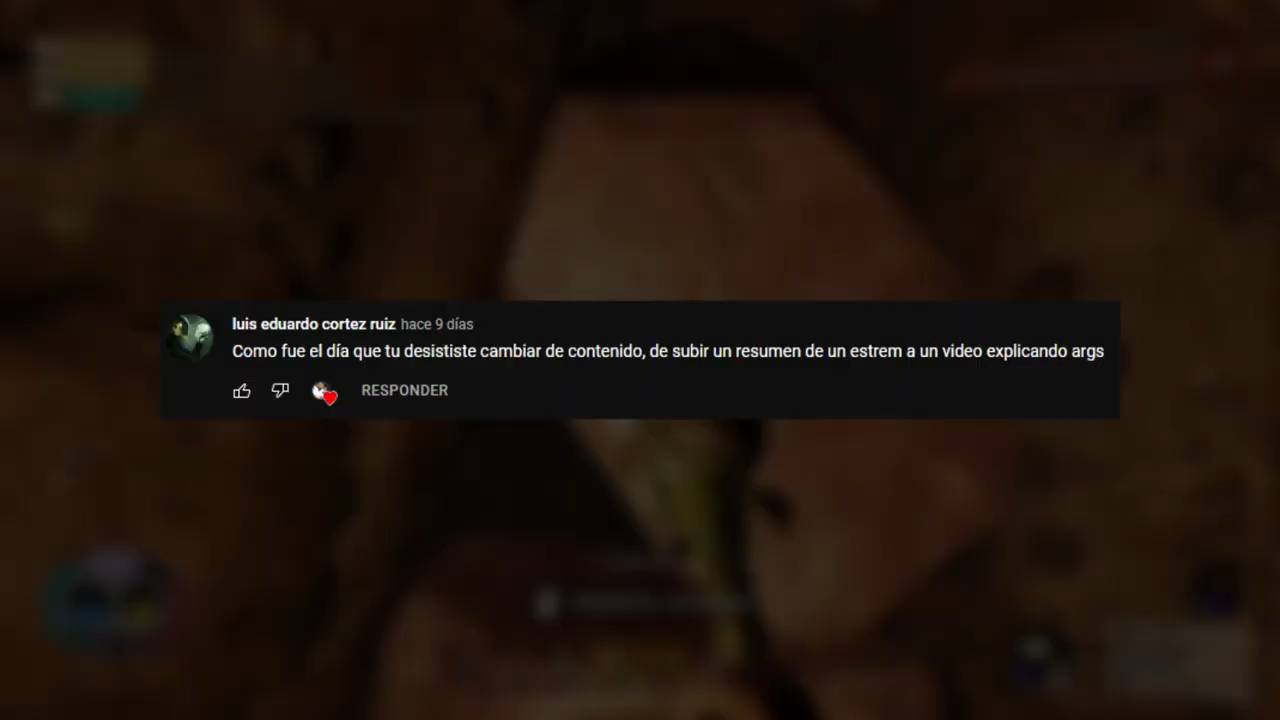 luis eduardo cortez ruiz hace 9 días
Como fue el día que tu desististe cambiar de contenido, de subir un resumen de un estrem a un video explicando args
RESPONDER